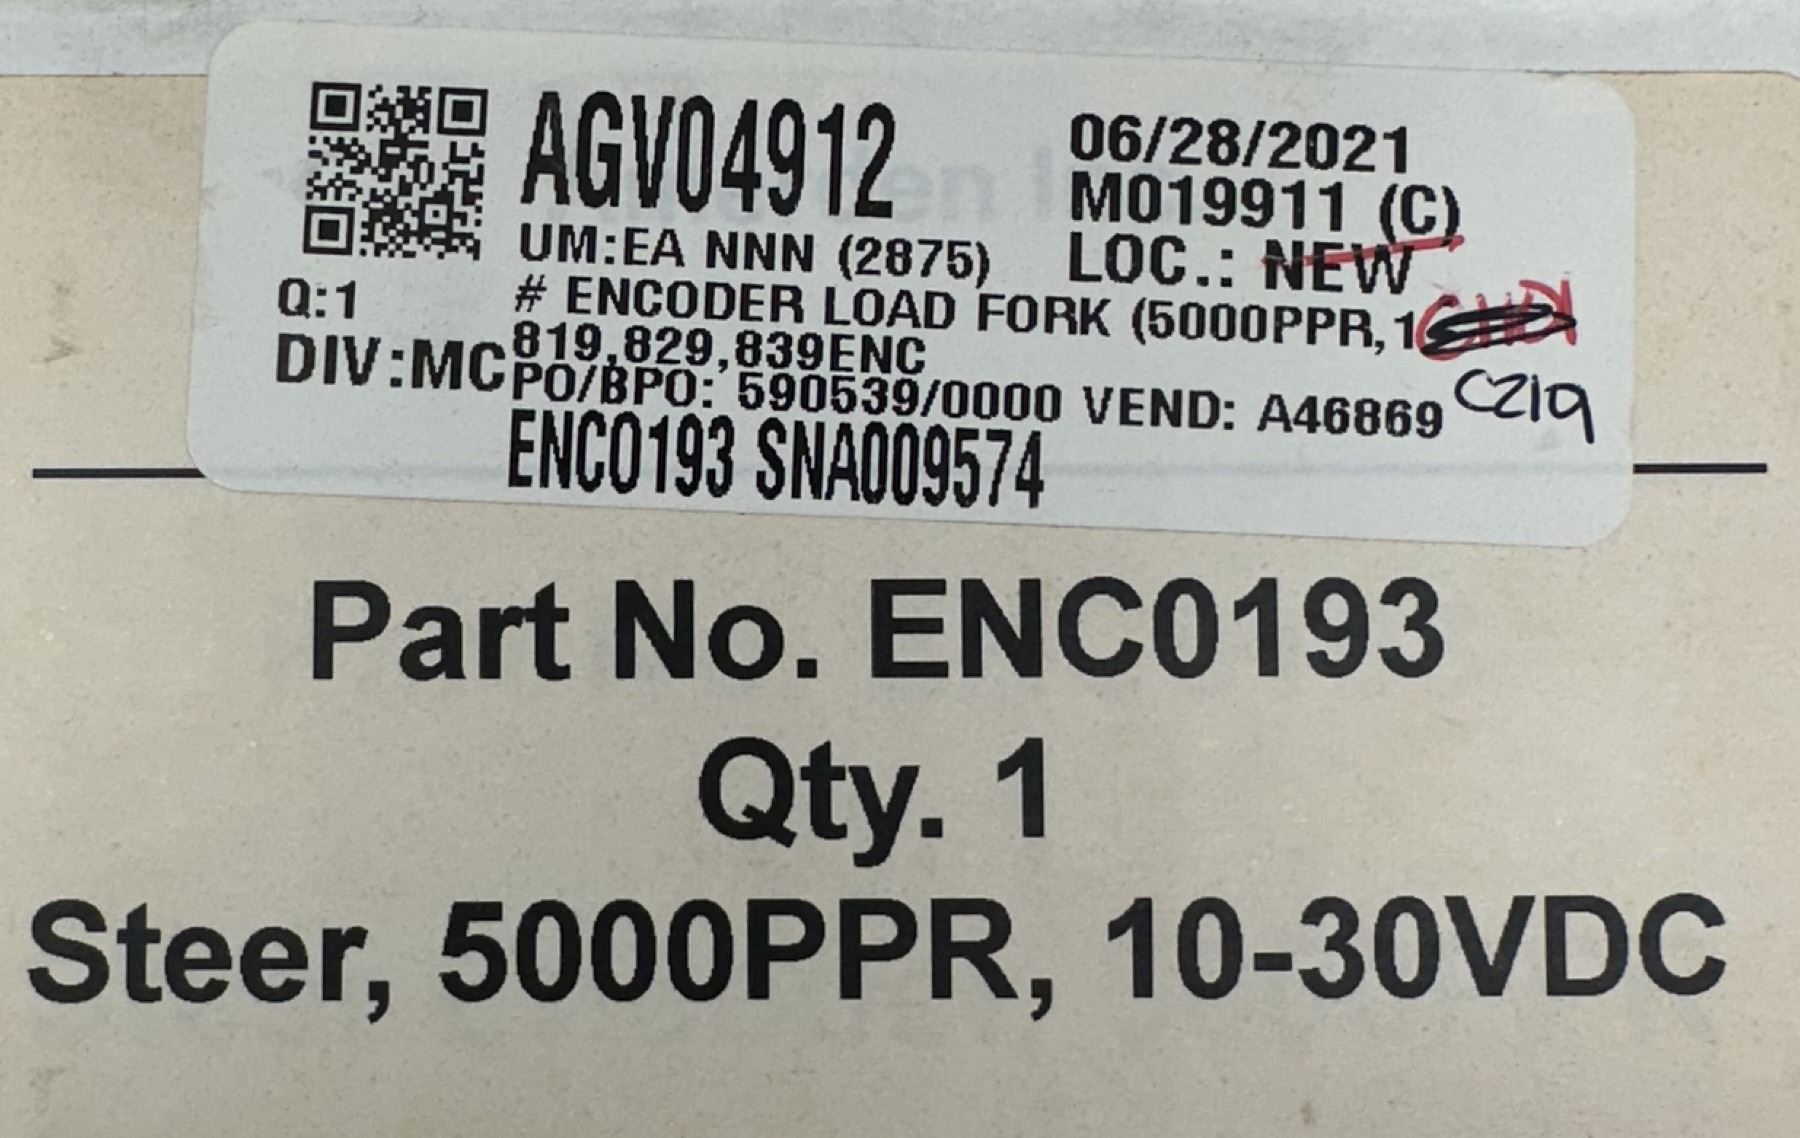 AGV04912
06/28/2021
M019911 (C)
UM:EA NNN (2875)
LOC.: NEW
Q:1
# ENCODER LOAD FORK (5000PPR, 1
819,829,839ENC
DIV:MC
PO/BPO: 590539/0000 VEND: A46869
CZ19
ENC0193 SNA009574
Part No. ENC0193
Qty. 1
Steer, 5000PPR, 10-30VDC